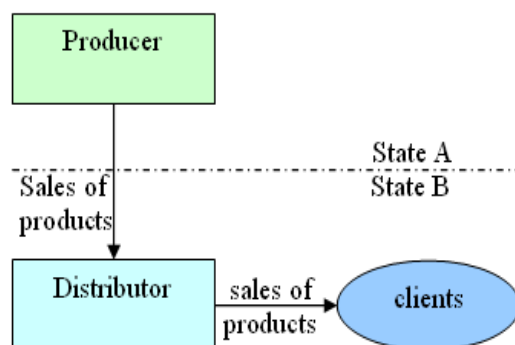 Producer
State A
State B
Sales of
products
Distributor
sales of
products
clients